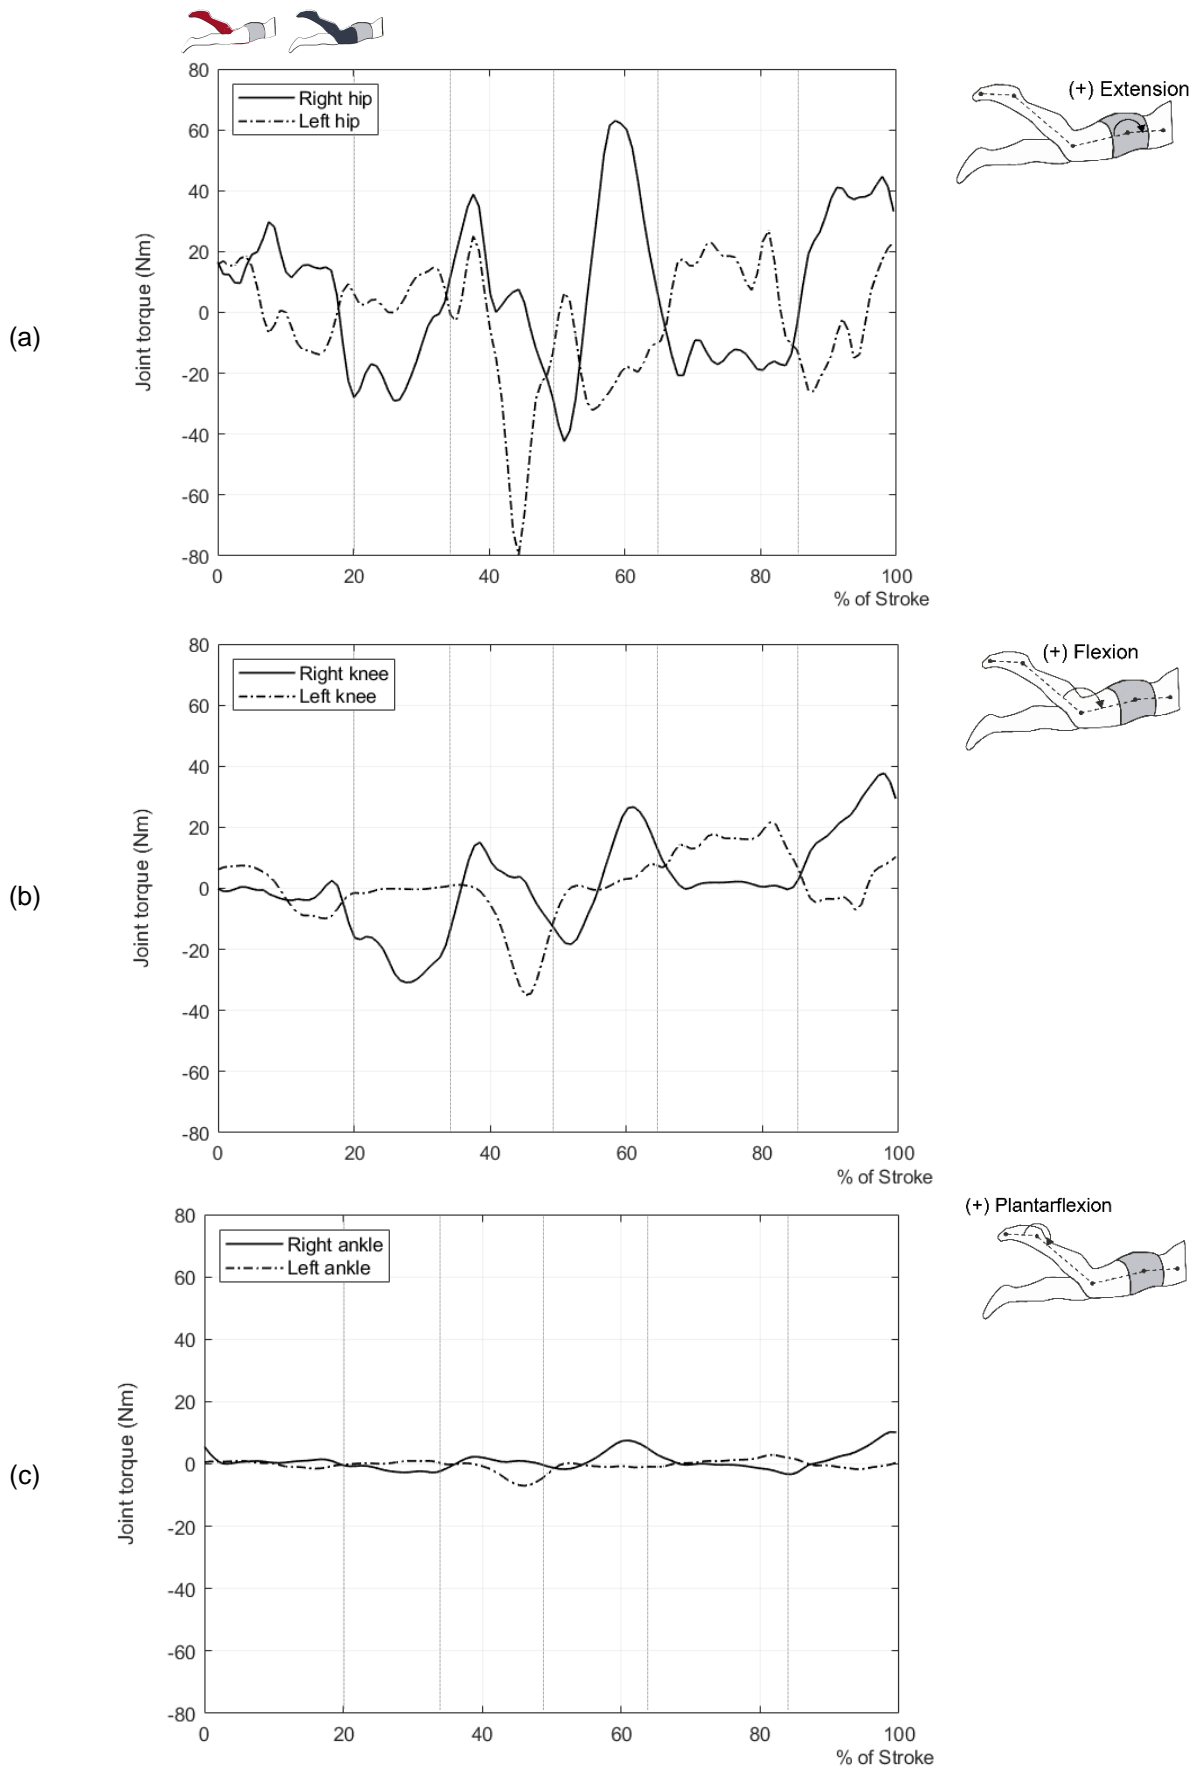 80
60
40
20
0
-20
-40
-60
-80
Right hip
Left hip
(+) Extension
Joint torque (Nm)
(a)
0 20 40 60 80 100
% of Stroke
80
60
40
20
0
-20
-40
-60
-80
Right knee
Left knee
(+) Flexion
Joint torque (Nm)
(b)
0 20 40 60 80 100
% of Stroke
80
60
40
20
0
-20
-40
-60
-80
Right ankle
Left ankle
(+) Plantarflexion
Joint torque (Nm)
(c)
0 20 40 60 80 100
% of Stroke